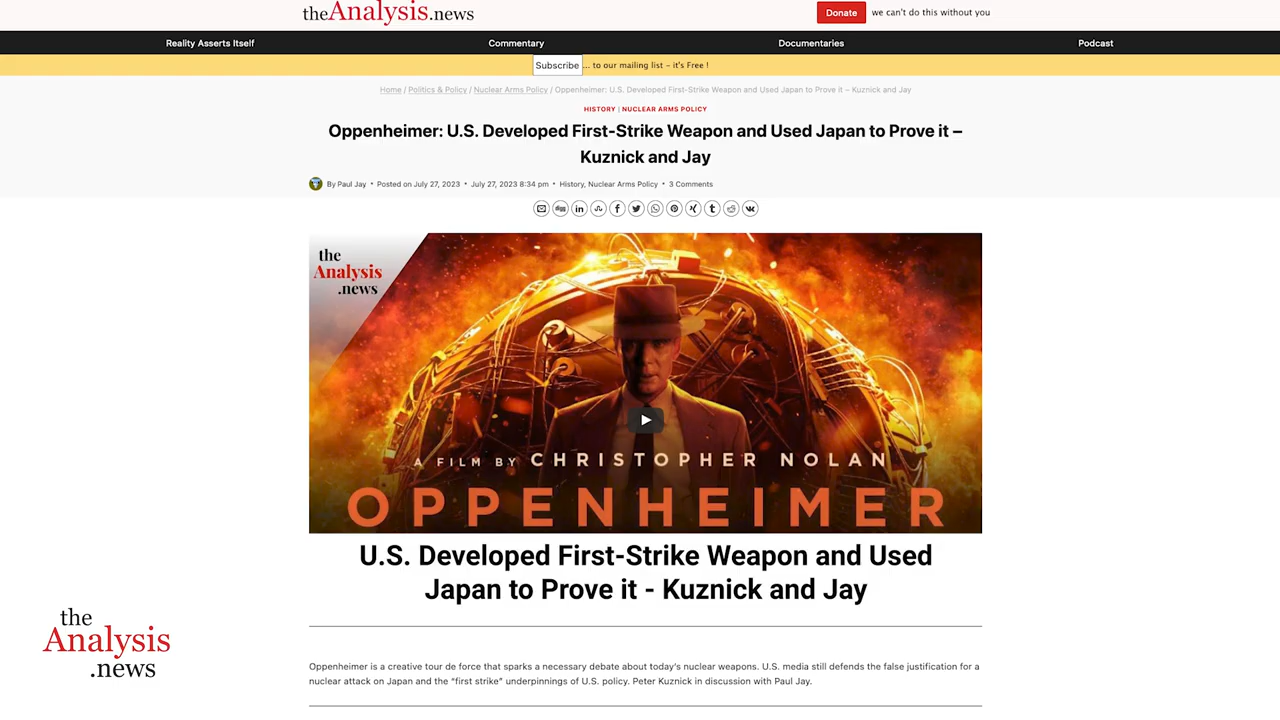 theAnalysis.news
Donate we can't do this without you
Reality Asserts Itself Commentary Documentaries Podcast
Subscribe ... to our mailing list – it's Free !
Home / Politics & Policy / Nuclear Arms Policy / Oppenheimer: U.S. Developed First-Strike Weapon and Used Japan to Prove it – Kuznick and Jay
HISTORY | NUCLEAR ARMS POLICY
Oppenheimer: U.S. Developed First-Strike Weapon and Used Japan to Prove it –
Kuznick and Jay
By Paul Jay • Posted on July 27, 2023 • July 27, 2023 8:34 pm • History, Nuclear Arms Policy • 3 Comments
the
Analysis
.news
A FILM BY CHRISTOPHER NOLAN
OPPENHEIMER
U.S. Developed First-Strike Weapon and Used
Japan to Prove it - Kuznick and Jay
the
Analysis
.news
Oppenheimer is a creative tour de force that sparks a necessary debate about today's nuclear weapons. U.S. media still defends the false justification for a
nuclear attack on Japan and the “first strike” underpinnings of U.S. policy. Peter Kuznick in discussion with Paul Jay.